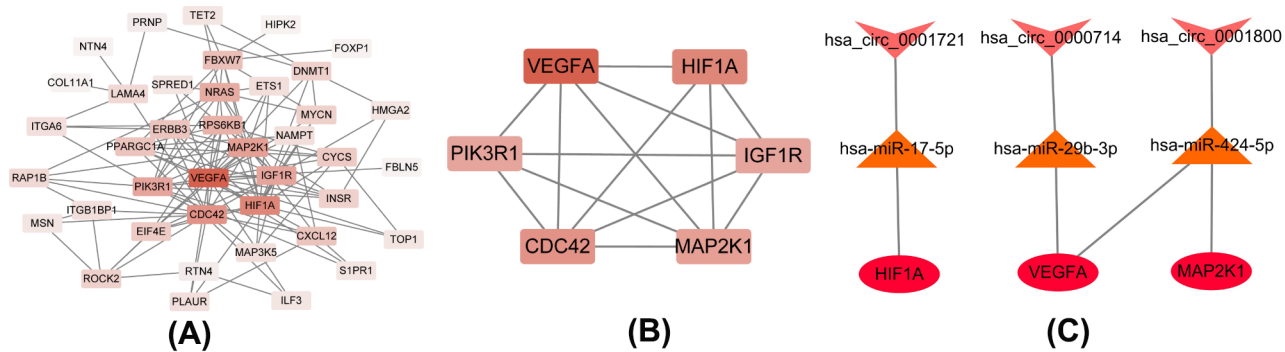 TET2
PRNP
HIPK2
NTN4
FOXP1
FBXW7
DNMT1
COL11A1
SPRED1
ETS1
LAMA4
NRAS
HMGA2
MYCN
ITGA6
ERBB3
RPS6KB1
NAMPT
PPARGC1A
MAP2K1
CYCS
FBLN5
RAP1B
VEGFA
IGF1R
PIK3R1
INSR
ITGB1BP1
HIF1A
MSN
CDC42
EIF4E
CXCL12
TOP1
MAP3K5
ROCK2
RTN4
S1PR1
PLAUR
ILF3
(A)
VEGFA
HIF1A
PIK3R1
IGF1R
CDC42
MAP2K1
(B)
hsa_circ_0001721
hsa_circ_0000714
hsa_circ_0001800
hsa-miR-17-5p
hsa-miR-29b-3p
hsa-miR-424-5p
HIF1A
VEGFA
MAP2K1
(C)